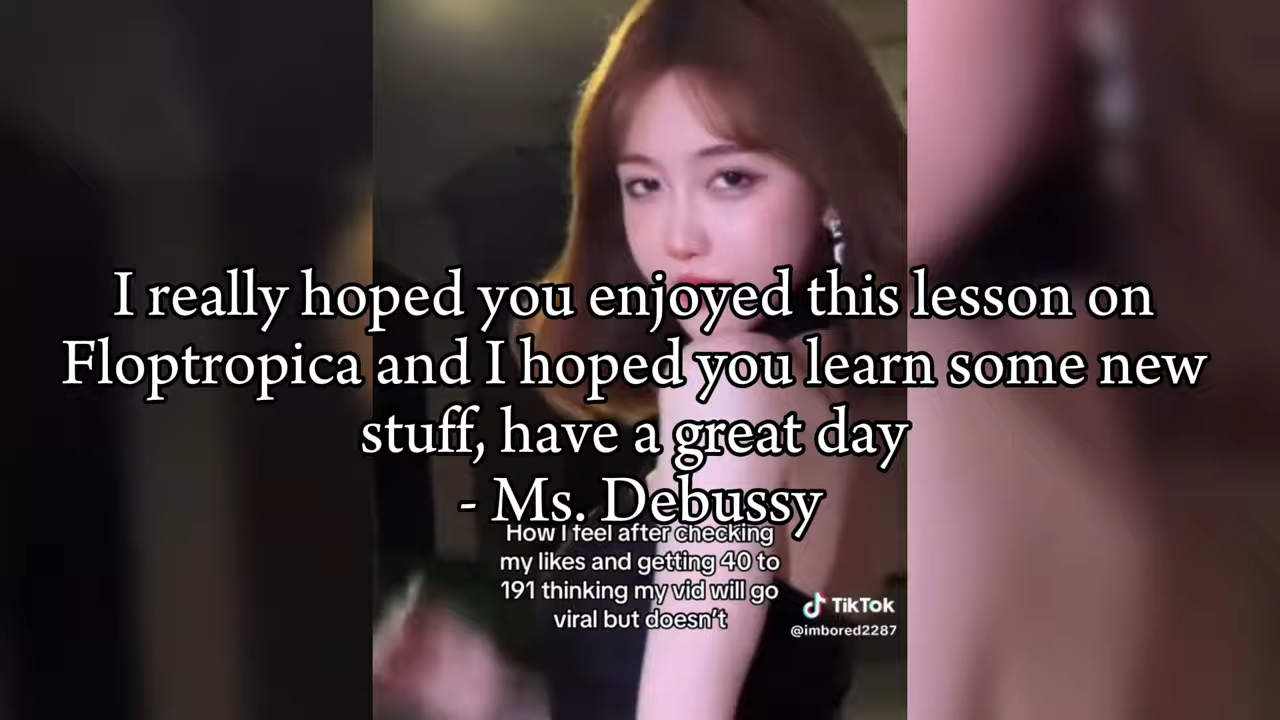 I really hoped you enjoyed this lesson on
Floptropica and I hoped you learn some new
stuff, have a great day
- Ms. Debussy
How I feel after checking
my likes and getting 40 to
191 thinking my vid will go
viral but doesn't
TikTok
@imbored2287